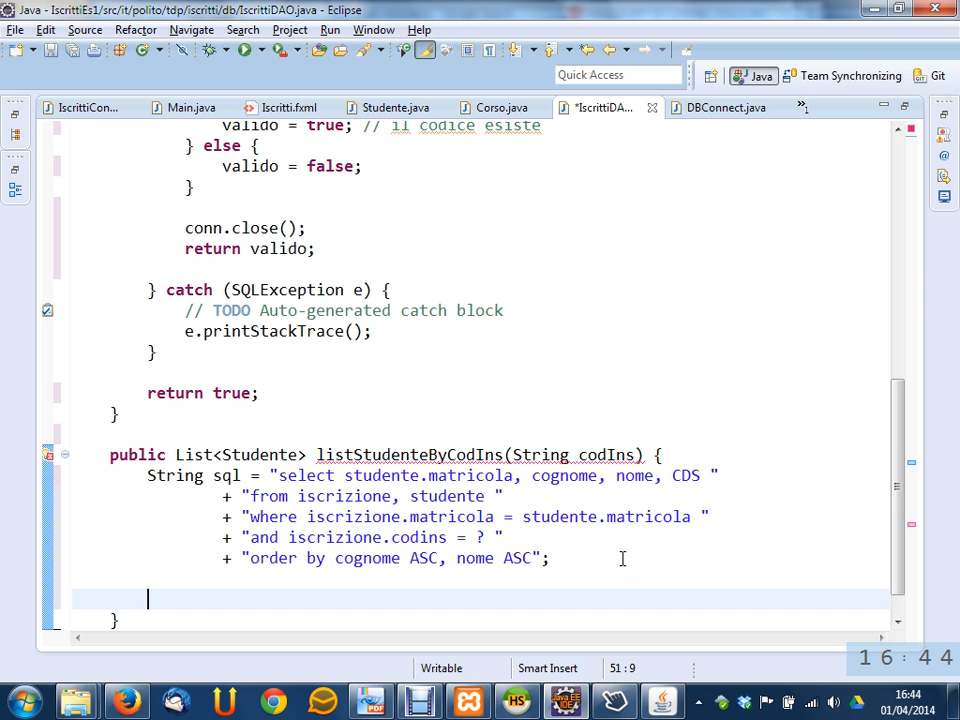 Java - IscrittiEs1/src/it/polito/tdp/iscritti/db/IscrittiDAO.java - Eclipse
File Edit Source Refactor Navigate Search Project Run Window Help
Quick Access
Java
Team Synchronizing
Git
IscrittiCon...
Main.java
Iscritti.fxml
Studente.java
Corso.java
*IscrittiDA...
DBConnect.java
»1
valido = true; // il codice esiste
} else {
valido = false;
}
conn.close();
return valido;
} catch (SQLException e) {
// TODO Auto-generated catch block
e.printStackTrace();
}
return true;
}
public List<Studente> listStudenteByCodIns(String codIns) {
String sql = "select studente.matricola, cognome, nome, CDS "
+ "from iscrizione, studente "
+ "where iscrizione.matricola = studente.matricola "
+ "and iscrizione.codins = ? "
+ "order by cognome ASC, nome ASC";
}
Writable
Smart Insert
51 : 9
16:44
16:44
01/04/2014